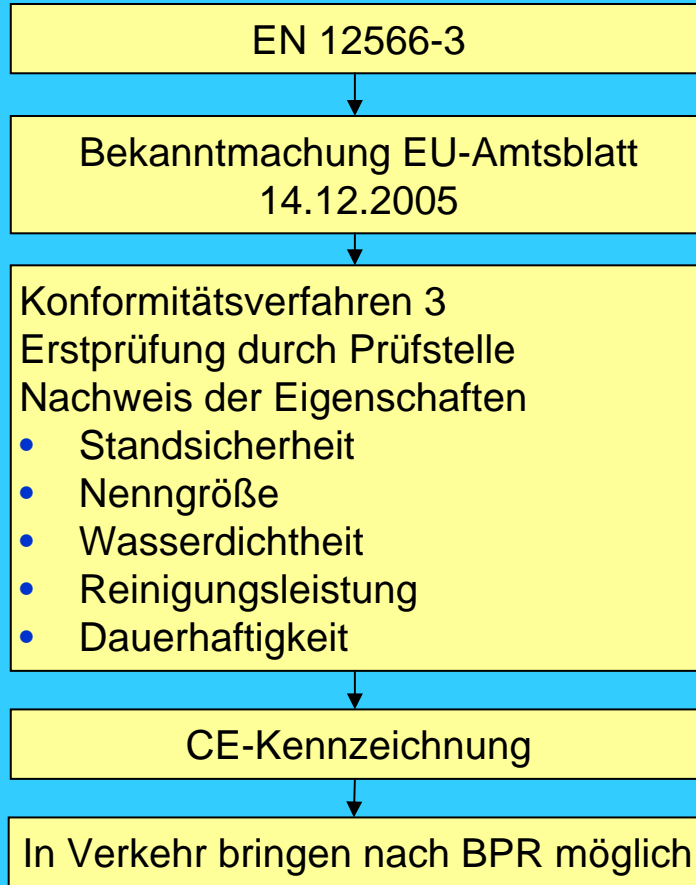 EN 12566-3
Bekanntmachung EU-Amtsblatt
14.12.2005
Konformitätsverfahren 3
Erstprüfung durch Prüfstelle
Nachweis der Eigenschaften
• Standsicherheit
• Nenngröße
• Wasserdichtheit
• Reinigungsleistung
• Dauerhaftigkeit
CE-Kennzeichnung
In Verkehr bringen nach BPR möglich